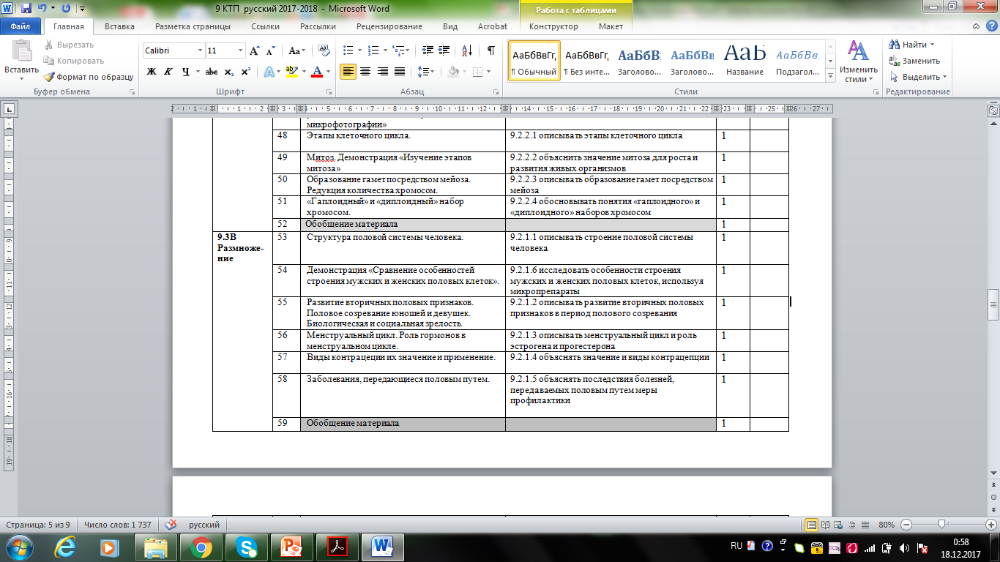 9 КТП русский 2017-2018 - Microsoft Word
Работа с таблицами
Файл Главная Вставка Разметка страницы Ссылки Рассылки Рецензирование Вид Acrobat Конструктор Макет
Вставить
Вырезать
Копировать
Формат по образцу
Буфер обмена
Calibri 11
Шрифт
Абзац
АаБбВвГг, АаБбВвГг, АаБбВ АаБбВв АаБ АаБбВв.
¶ Обычный ¶ Без инте... Заголово... Заголово... Название Подзагол...
Стили
Изменить стили
Найти
Заменить
Выделить
Редактирование
микрофотографии»
48 Этапы клеточного цикла. 9.2.2.1 описывать этапы клеточного цикла 1
49 Митоз. Демонстрация «Изучение этапов 9.2.2.2 объяснить значение митоза для роста и 1
митоза» развития живых организмов
50 Образование гамет посредством мейоза. 9.2.2.3 описывать образование гамет посредством 1
Редукция количества хромосом. мейоза
51 «Гаплоидный» и «диплоидный» набор 9.2.2.4 обосновывать понятия «гаплоидного» и 1
хромосом. «диплоидного» наборов хромосом
52 Обобщение материала 1
9.3В 53 Структура половой системы человека. 9.2.1.1 описывать строение половой системы 1
Размноже- человека
ние
54 Демонстрация «Сравнение особенностей 9.2.1.6 исследовать особенности строения 1
строения мужских и женских половых клеток». мужских и женских половых клеток, используя
микропрепараты
55 Развитие вторичных половых признаков. 9.2.1.2 описывать развитие вторичных половых 1
Половое созревание юношей и девушек. признаков в период полового созревания
Биологическая и социальная зрелость.
56 Менструальный цикл. Роль гормонов в 9.2.1.3 описывать менструальный цикл и роль 1
менструальном цикле. эстрогена и прогестерона
57 Виды контрацеции их значение и применение. 9.2.1.4 объяснять значение и виды контрацепции 1
58 Заболевания, передающиеся половым путем. 9.2.1.5 объяснять последствия болезней, 1
передаваемых половым путем меры
профилактики
59 Обобщение материала 1
Страница: 5 из 9 Число слов: 1 737 русский 80%
RU 0:58
18.12.2017